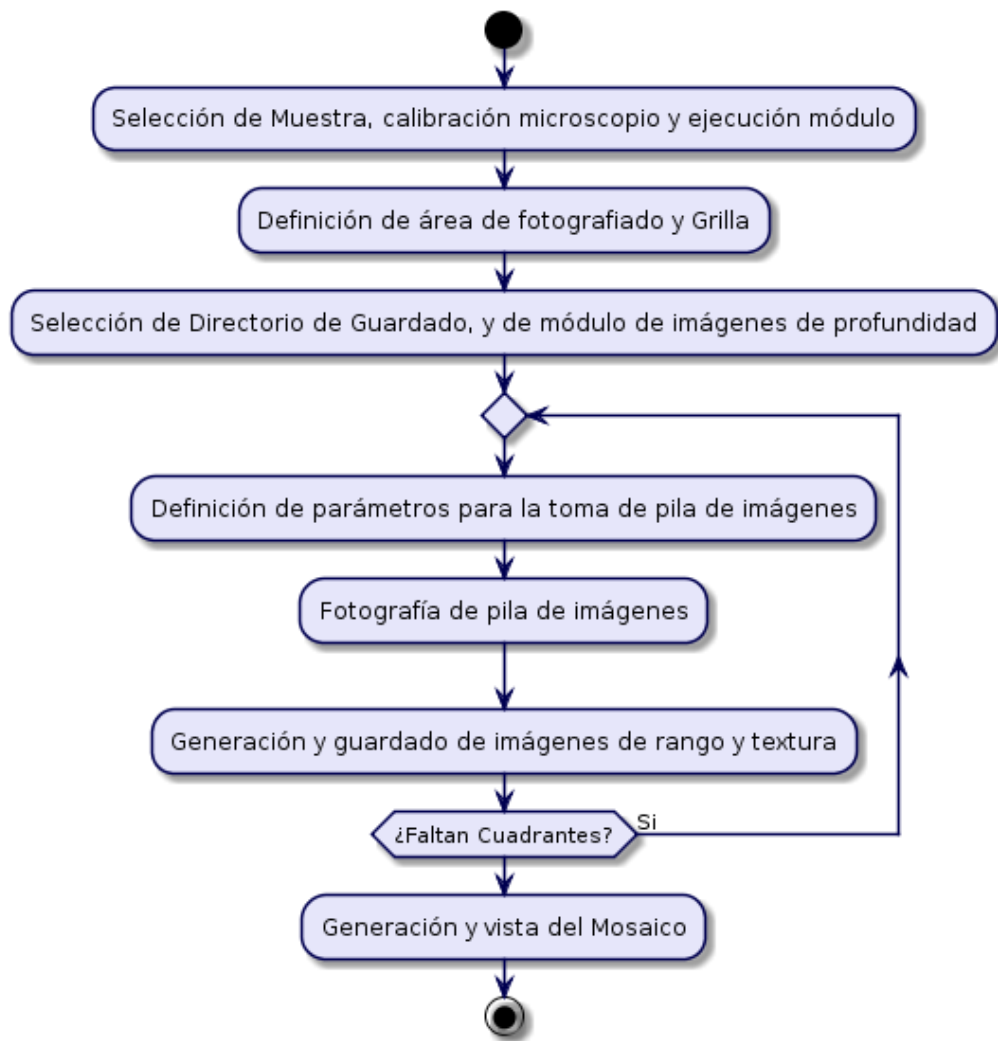 Selección de Muestra, calibración microscopio y ejecución módulo
Definición de área de fotografiado y Grilla
Selección de Directorio de Guardado, y de módulo de imágenes de profundidad
Definición de parámetros para la toma de pila de imágenes
Fotografía de pila de imágenes
Generación y guardado de imágenes de rango y textura
¿Faltan Cuadrantes?
Si
Generación y vista del Mosaico